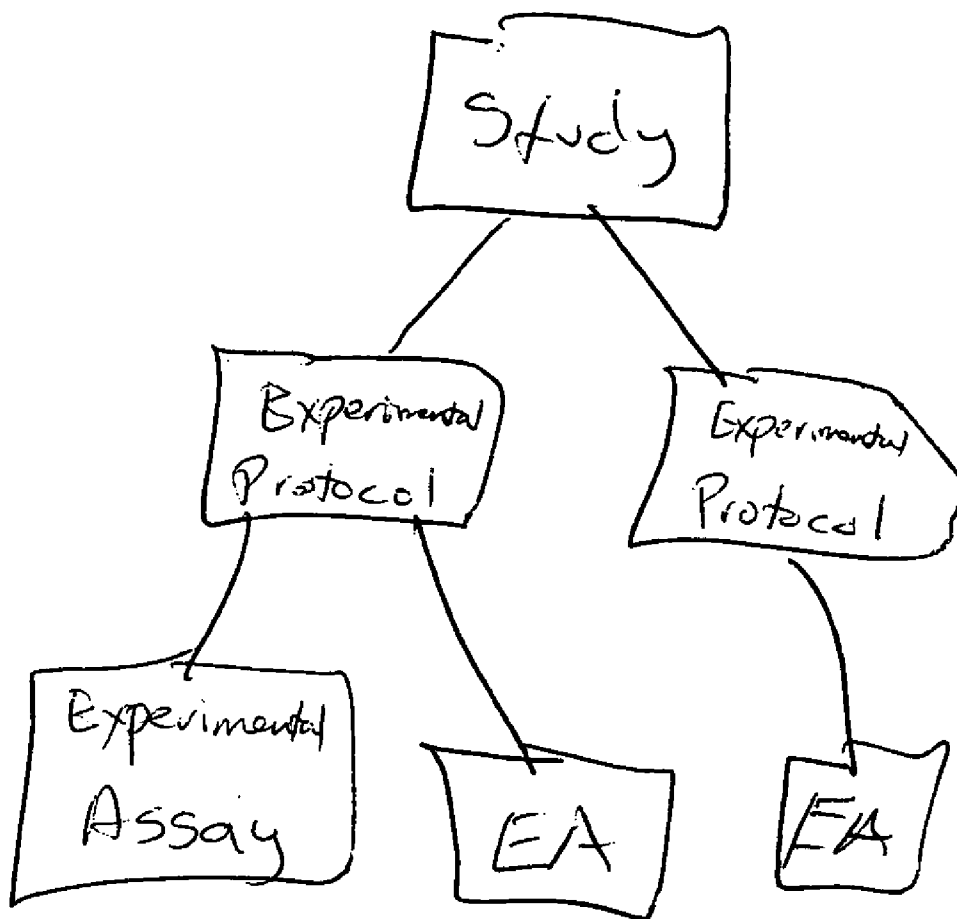 Study
Experimental
Protocol
Experimental
Protocol
Experimental
Assay
EA
EA